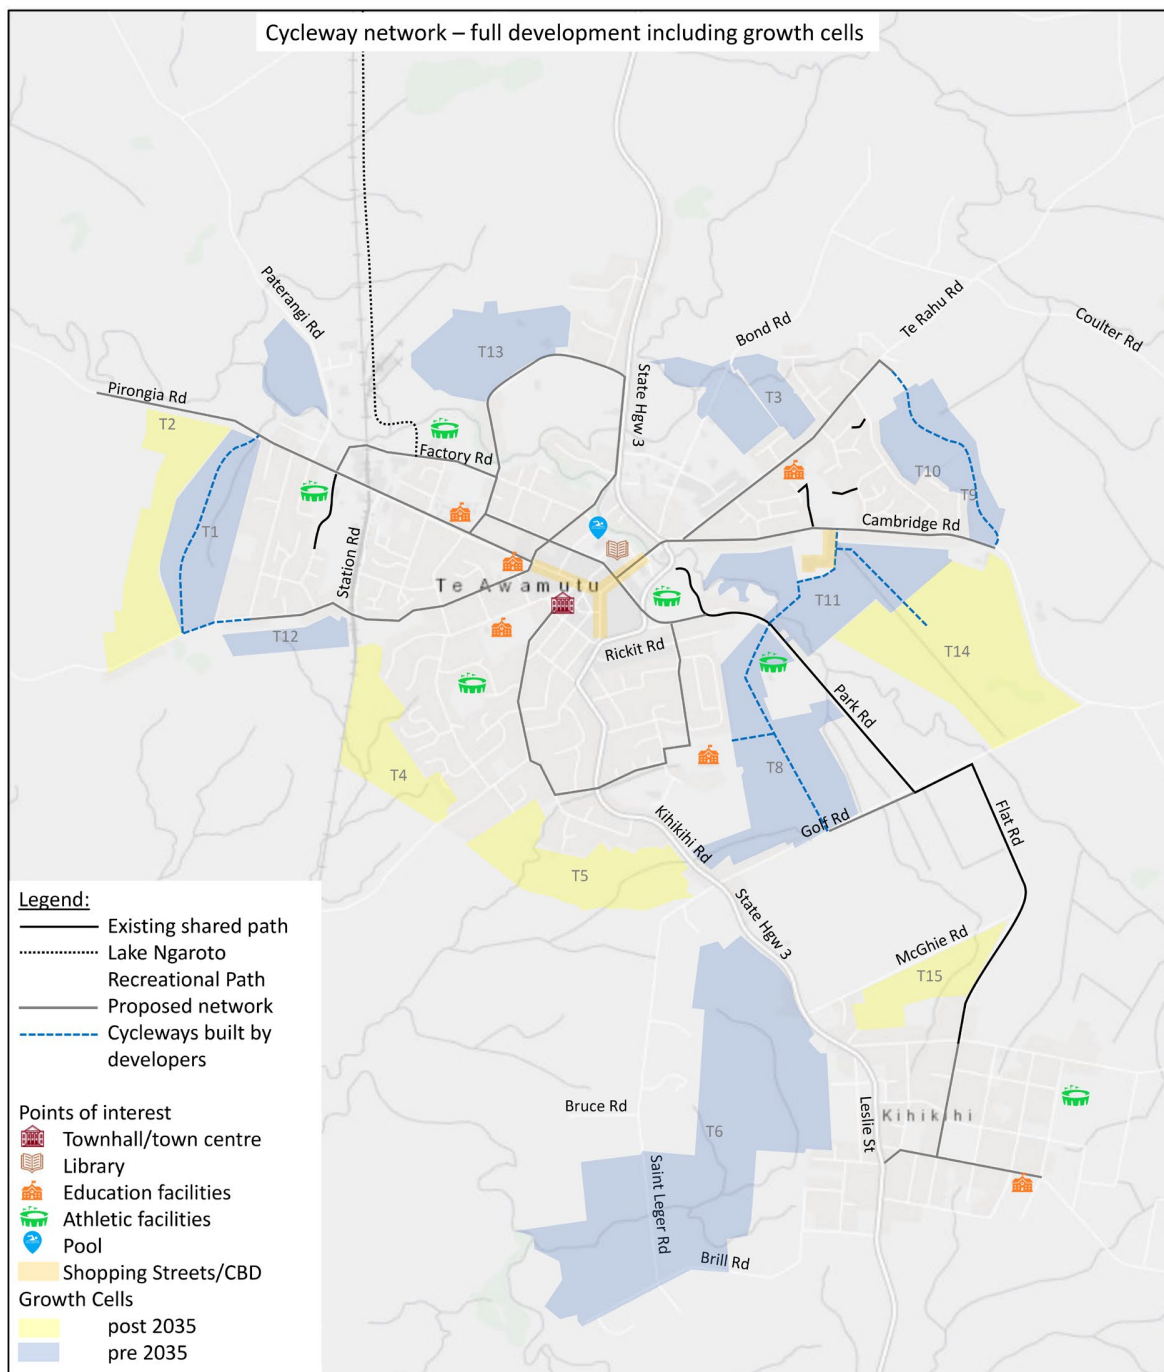 Cycleway network – full development including growth cells
Paterangi Rd
Te Rahu Rd
Bond Rd
Coulter Rd
T13
State Hgw 3
Pirongia Rd
T3
T2
Factory Rd
T10
T9
Cambridge Rd
T1
Station Rd
Te Awamutu
T11
T12
Rickit Rd
T14
Park Rd
T4
T8
Golf Rd
Flat Rd
Kihikihi Rd
T5
State Hgw 3
McGhie Rd
T15
Bruce Rd
Leslie St
Kihikihi
T6
Saint Leger Rd
Brill Rd
Legend:
Existing shared path
Lake Ngaroto
Recreational Path
Proposed network
Cycleways built by
developers
Points of interest
Townhall/town centre
Library
Education facilities
Athletic facilities
Pool
Shopping Streets/CBD
Growth Cells
post 2035
pre 2035